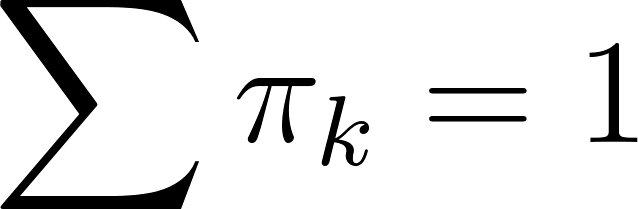 ∑ π_k = 1